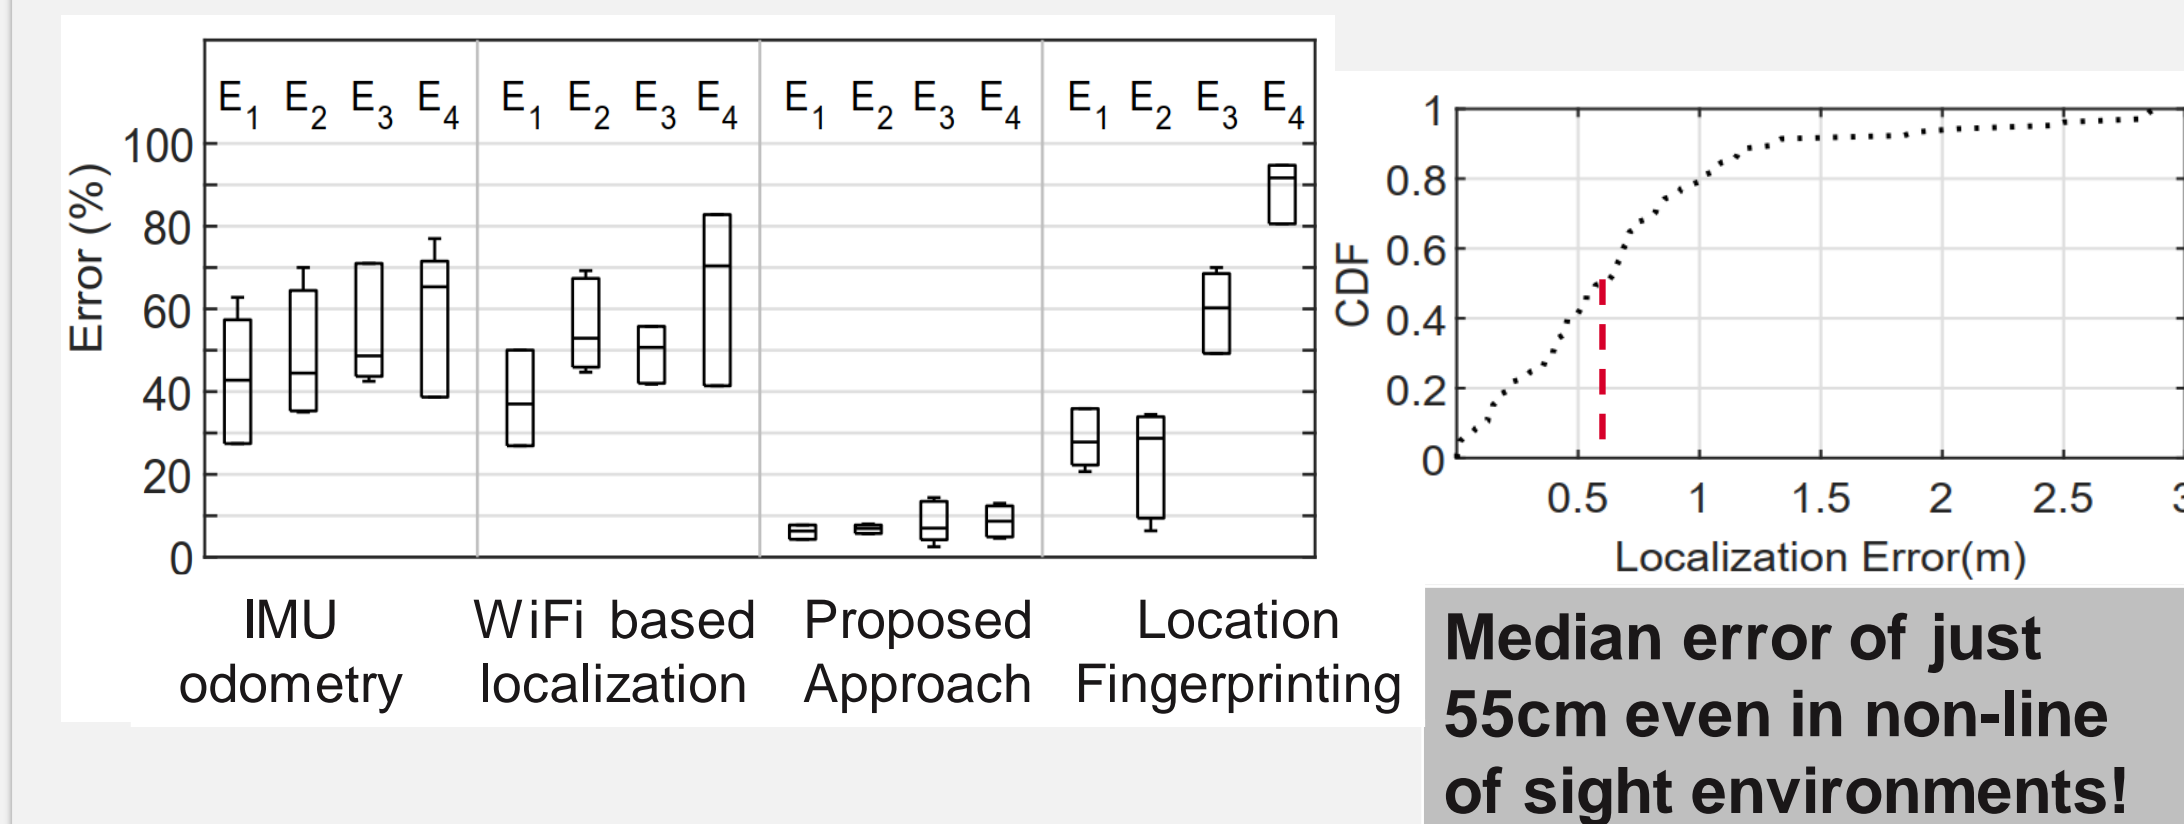 E1 E2 E3 E4 E1 E2 E3 E4 E1 E2 E3 E4 E1 E2 E3 E4
100
80
60
40
20
0
Error (%)
IMU
odometry
WiFi based
localization
Proposed
Approach
Location
Fingerprinting
1
0.8
0.6
0.4
0.2
0
CDF
0.5 1 1.5 2 2.5 3
Localization Error(m)
Median error of just
55cm even in non-line
of sight environments!